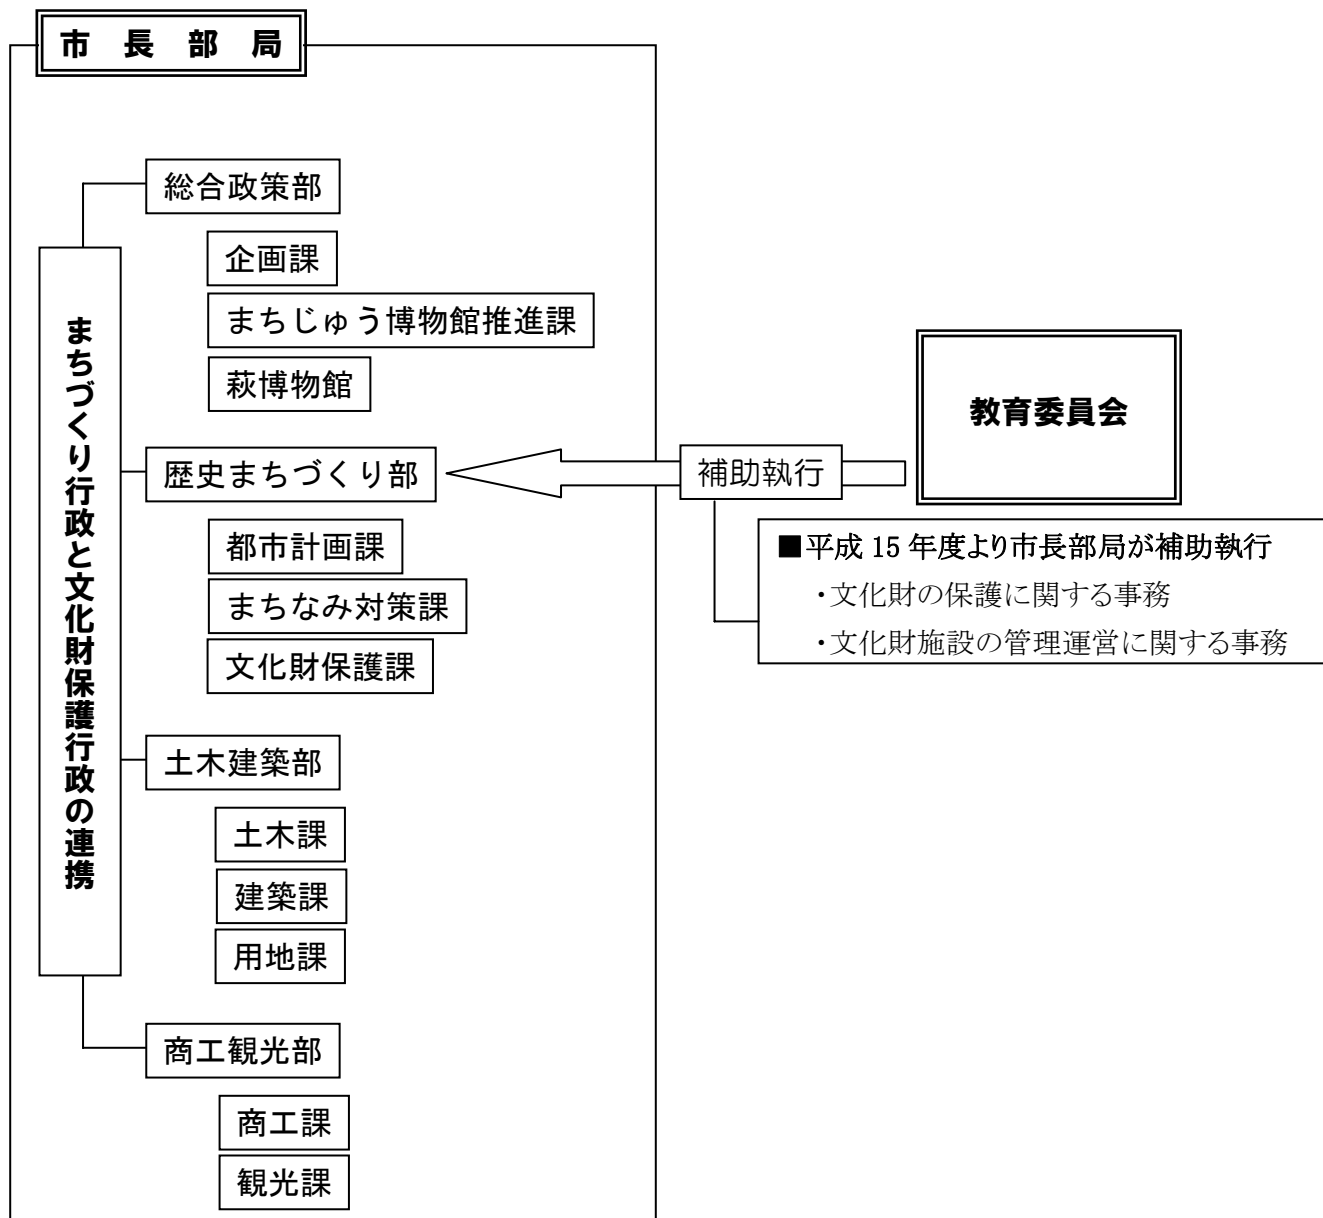 市長部局
総合政策部
企画課
まちじゅう博物館推進課
萩博物館
まちづくり行政と文化財保護行政の連携
歴史まちづくり部
都市計画課
まちなみ対策課
文化財保護課
土木建築部
土木課
建築課
用地課
商工観光部
商工課
観光課
補助執行
教育委員会
■平成 15 年度より市長部局が補助執行
・文化財の保護に関する事務
・文化財施設の管理運営に関する事務